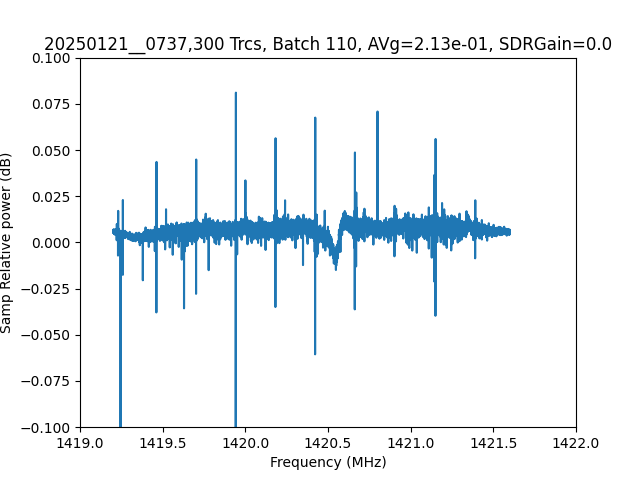 20250121__0737,300 Trcs, Batch 110, AVg=2.13e-01, SDRGain=0.0
0.100
0.075
0.050
0.025
0.000
−0.025
−0.050
−0.075
−0.100
Samp Relative power (dB)
1419.0 1419.5 1420.0 1420.5 1421.0 1421.5 1422.0
Frequency (MHz)